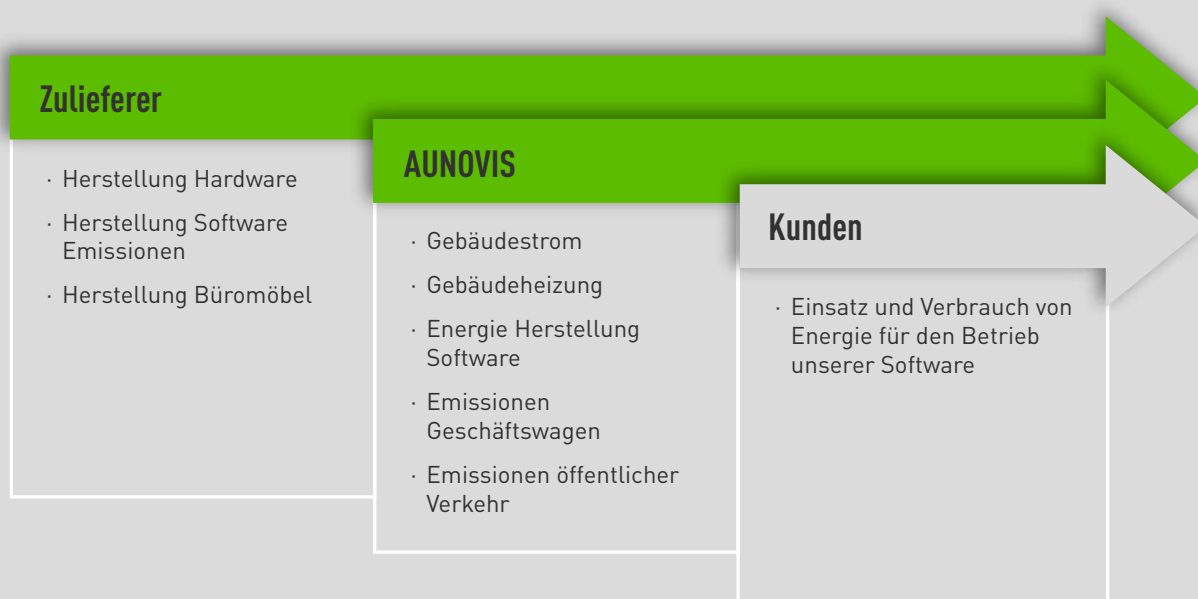 Zulieferer
· Herstellung Hardware
· Herstellung Software
Emissionen
· Herstellung Büromöbel
AUNOVIS
· Gebäudestrom
· Gebäudeheizung
· Energie Herstellung
Software
· Emissionen
Geschäftswagen
· Emissionen öffentlicher
Verkehr
Kunden
· Einsatz und Verbrauch von
Energie für den Betrieb
unserer Software